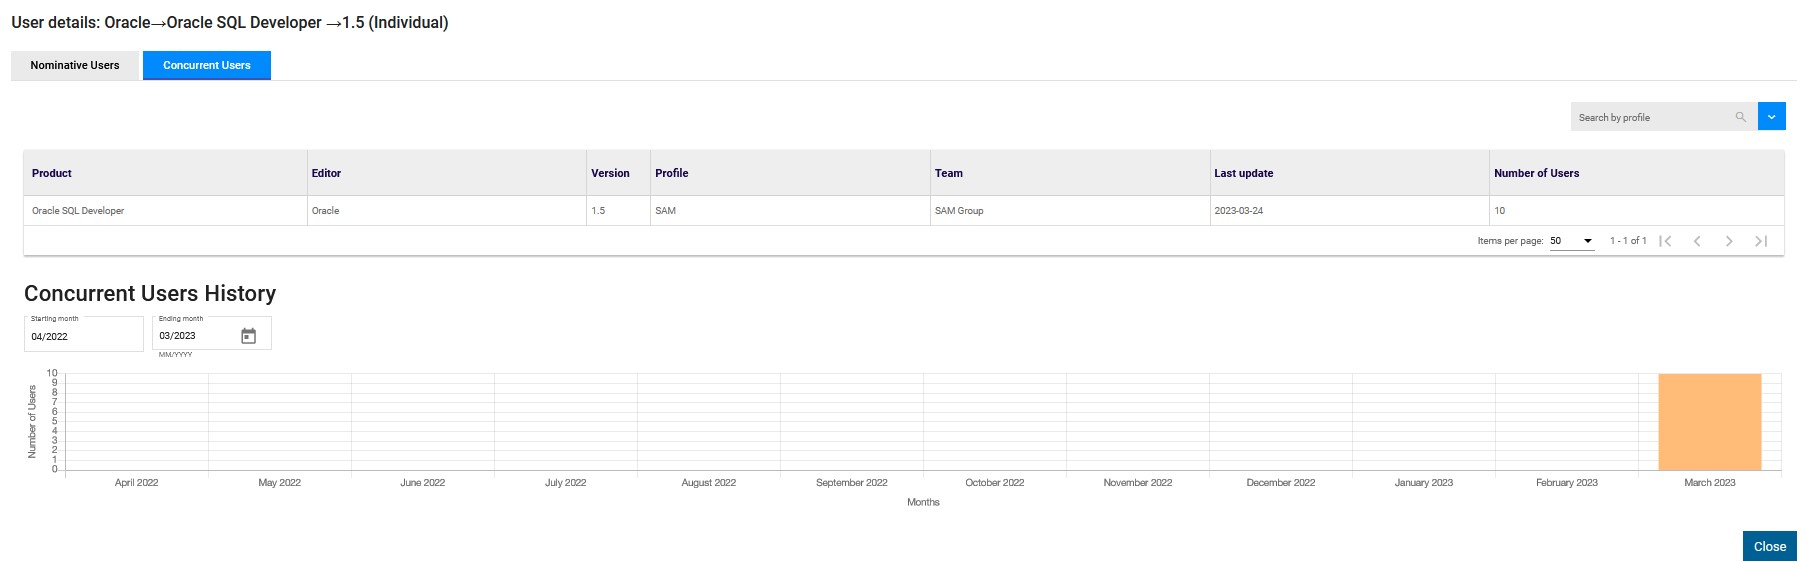 User details: Oracle→Oracle SQL Developer →1.5 (Individual)
Nominative Users Concurrent Users
Search by profile
Product Editor Version Profile Team Last update Number of Users
Oracle SQL Developer Oracle 1.5 SAM SAM Group 2023-03-24 10
Items per page: 50 1 - 1 of 1
Concurrent Users History
Starting month Ending month
04/2022 03/2023
MM/YYYY
Number of Users
10
9
8
7
6
5
4
3
2
1
0
April 2022 May 2022 June 2022 July 2022 August 2022 September 2022 October 2022 November 2022 December 2022 January 2023 February 2023 March 2023
Months
Close